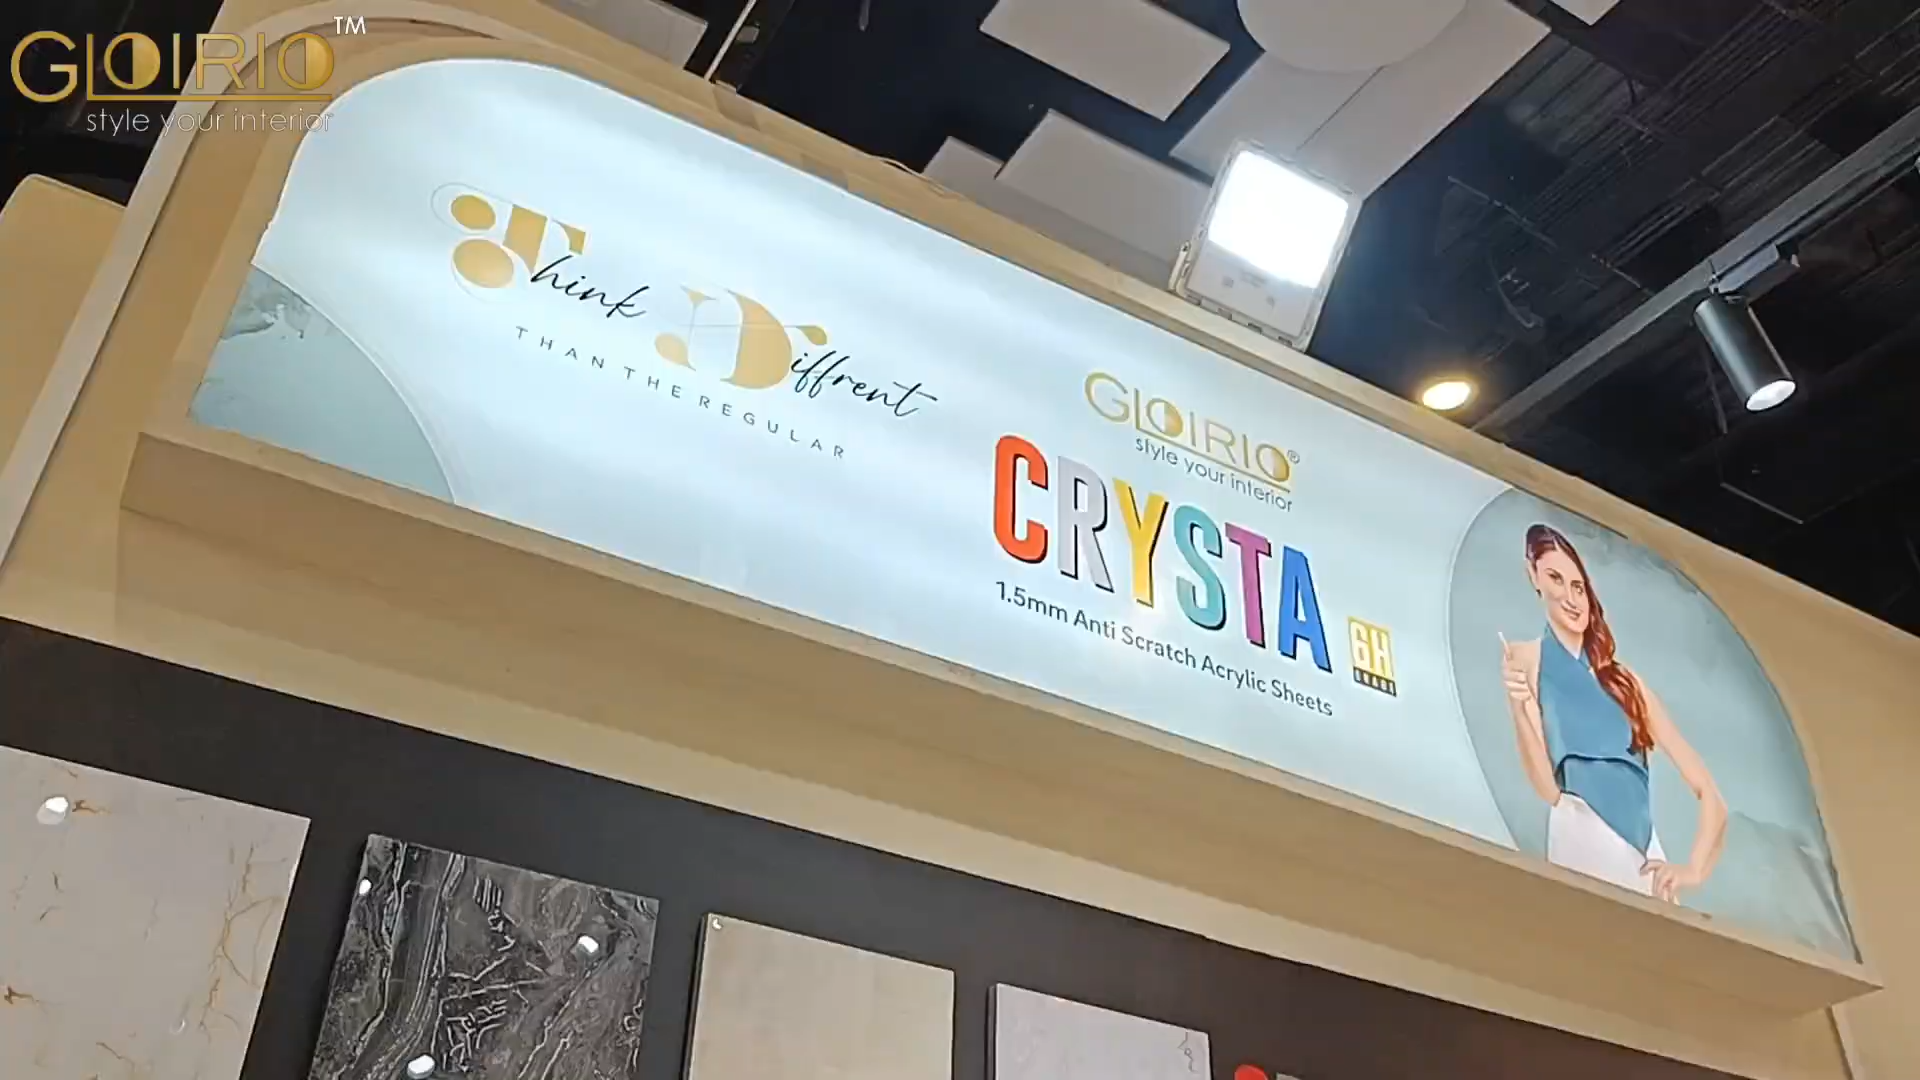 GLOIRIO™
style your interior
Think Diffrent
THAN THE REGULAR
GLOIRIO®
style your interior
CRYSTA
6H
GRADE
1.5mm Anti Scratch Acrylic Sheets